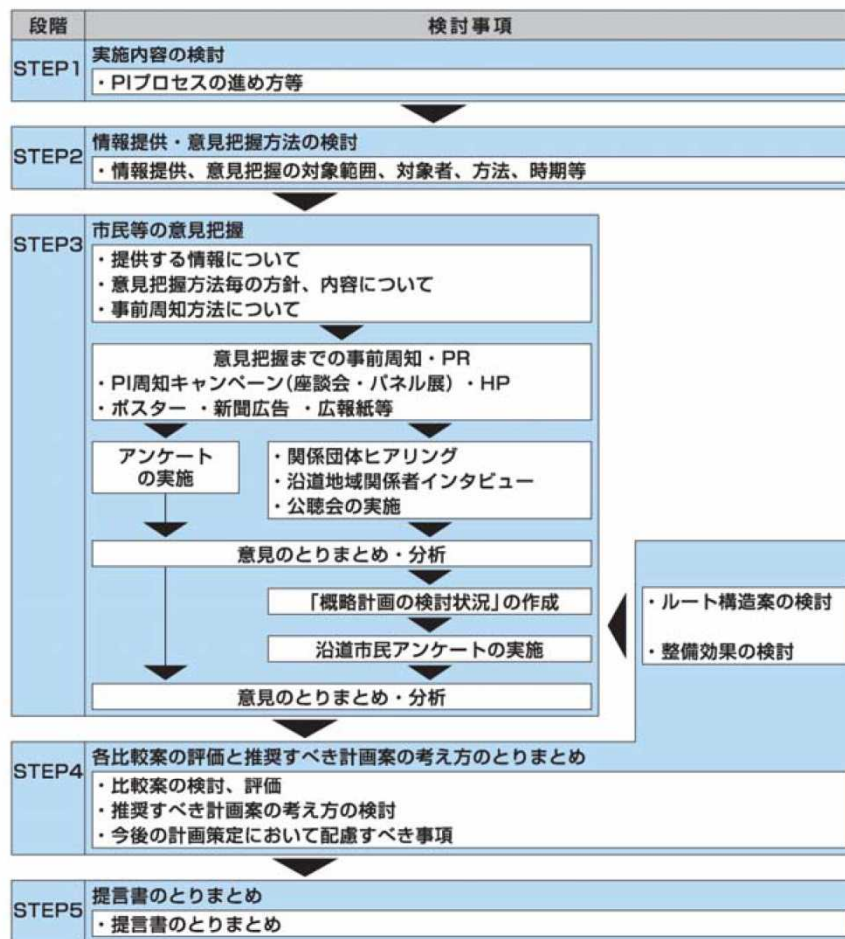 段階
検討事項
STEP1
実施内容の検討
・PIプロセスの進め方等
STEP2
情報提供・意見把握方法の検討
・情報提供、意見把握の対象範囲、対象者、方法、時期等
STEP3
市民等の意見把握
・提供する情報について
・意見把握方法毎の方針、内容について
・事前周知方法について
意見把握までの事前周知・PR
・PI周知キャンペーン(座談会・パネル展) ・HP
・ポスター ・新聞広告 ・広報紙等
アンケート
の実施
・関係団体ヒアリング
・沿道地域関係者インタビュー
・公聴会の実施
意見のとりまとめ・分析
「概略計画の検討状況」の作成
沿道市民アンケートの実施
意見のとりまとめ・分析
・ルート構造案の検討
・整備効果の検討
STEP4
各比較案の評価と推奨すべき計画案の考え方のとりまとめ
・比較案の検討、評価
・推奨すべき計画案の考え方の検討
・今後の計画策定において配慮すべき事項
STEP5
提言書のとりまとめ
・提言書のとりまとめ